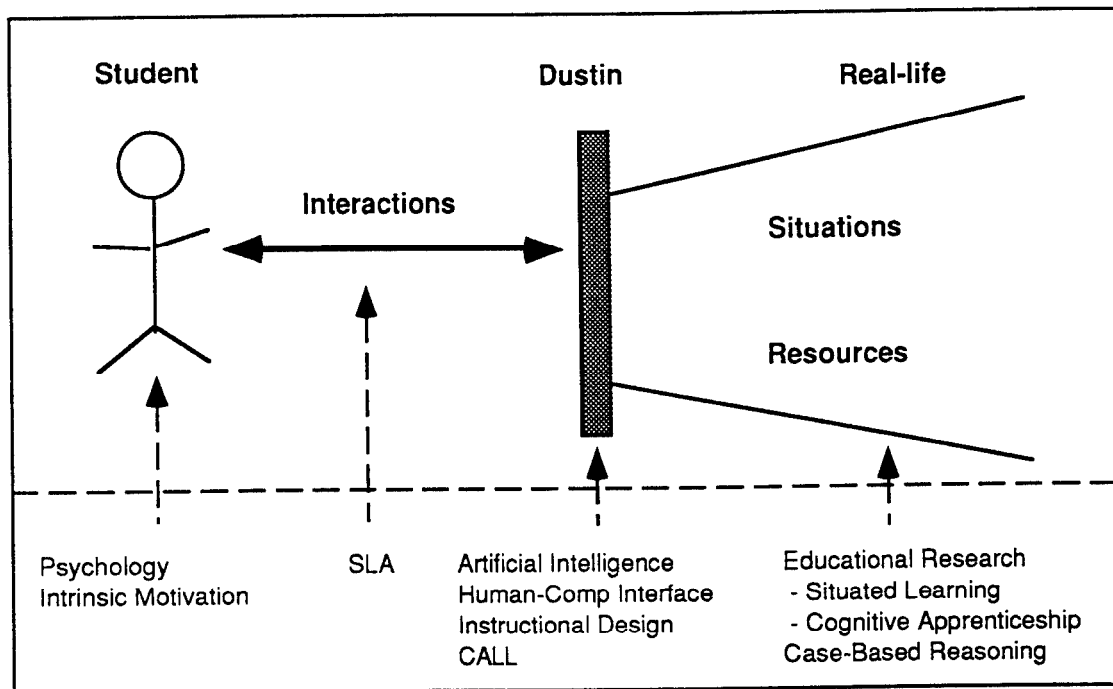 Student
Dustin
Real-life
Interactions
Situations
Resources
Psychology
Intrinsic Motivation
SLA
Artificial Intelligence
Human-Comp Interface
Instructional Design
CALL
Educational Research
- Situated Learning
- Cognitive Apprenticeship
Case-Based Reasoning